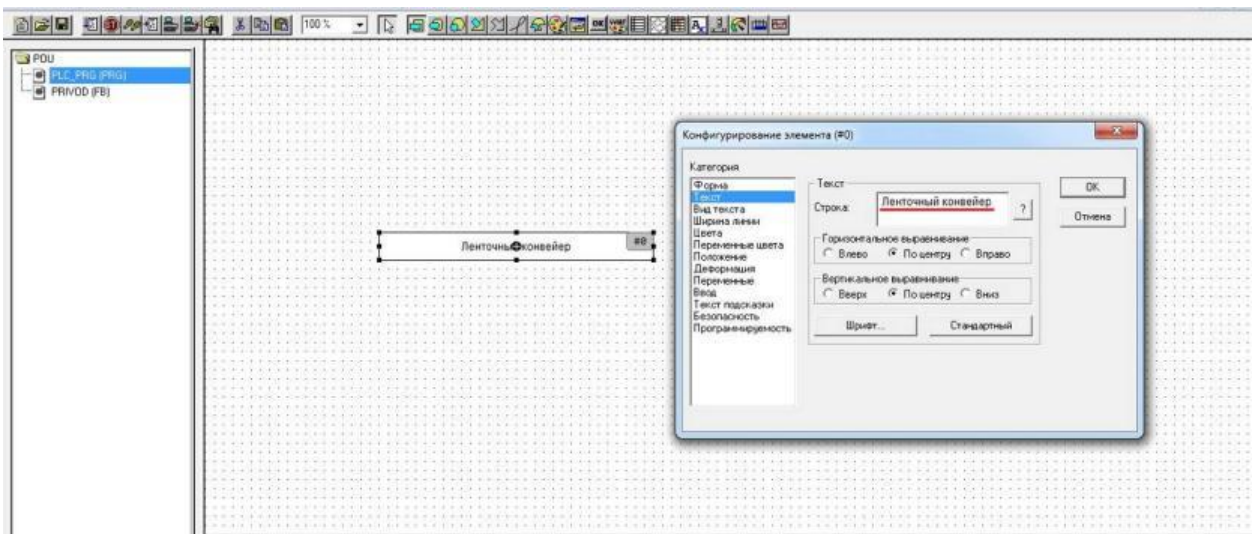 100 %
POU
PLC_PRG (PRG)
PRIVOD (FB)
Ленточный конвейер
#0
Конфигурирование элемента (#0)
Категория
Форма
Текст
Вид текста
Ширина линии
Цвета
Переменные цвета
Положение
Деформация
Переменные
Ввод
Текст подсказки
Безопасность
Программируемость
Текст
Строка:
Ленточный конвейер
?
Горизонтальное выравнивание
Влево По центру Вправо
Вертикальное выравнивание
Вверх По центру Вниз
Шрифт... Стандартный
OK
Отмена